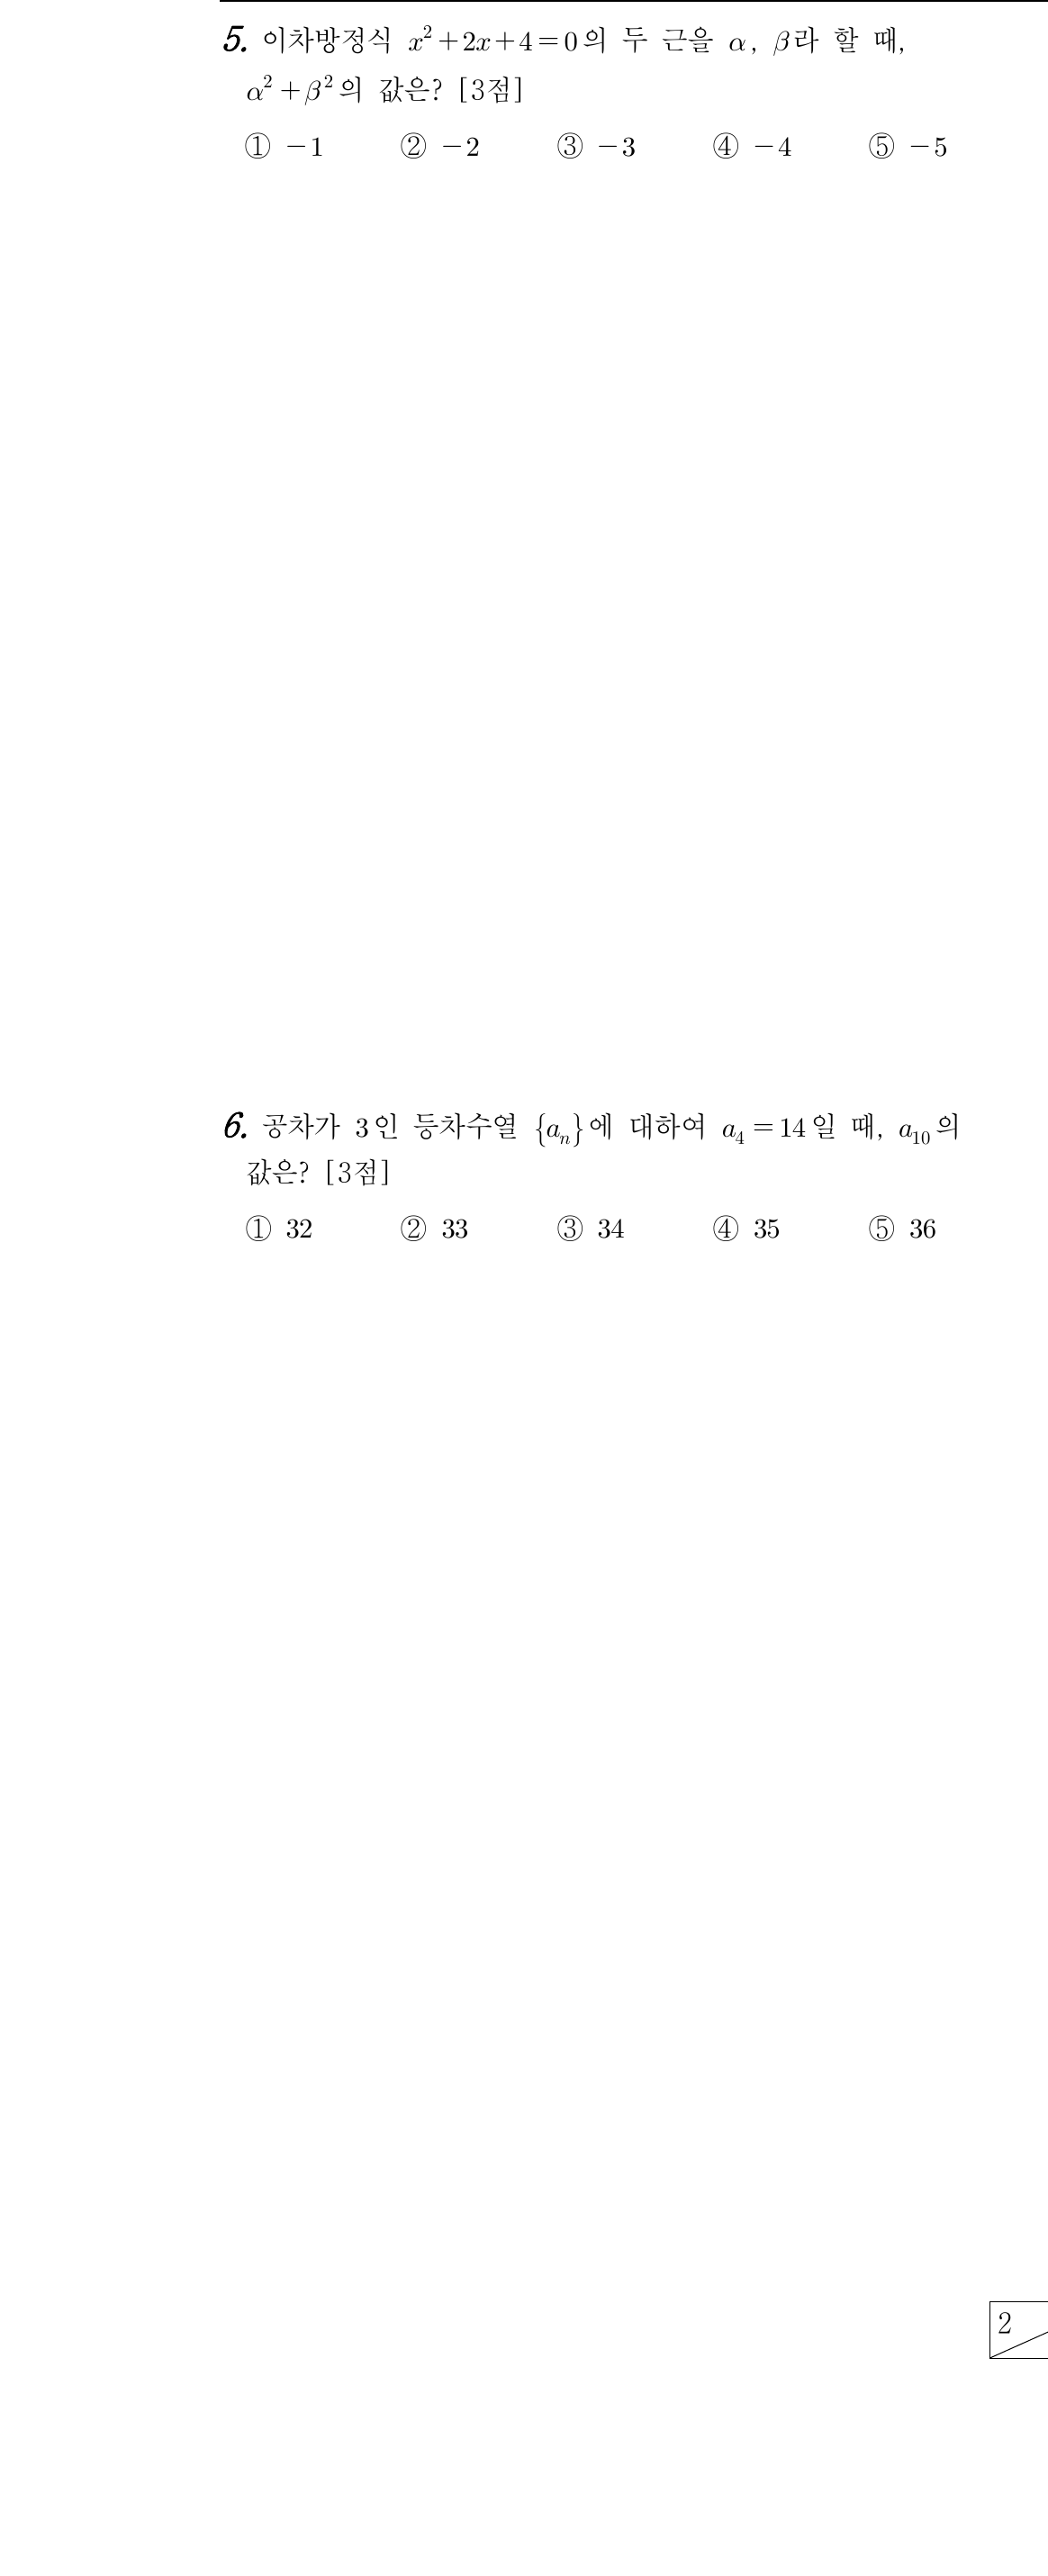 5. 이차방정식 x²+2x+4=0의 두 근을 α, β라 할 때,
α²+β²의 값은? [3점]
① −1 ② −2 ③ −3 ④ −4 ⑤ −5
6. 공차가 3인 등차수열 {aₙ}에 대하여 a₄=14일 때, a₁₀의
값은? [3점]
① 32 ② 33 ③ 34 ④ 35 ⑤ 36
2